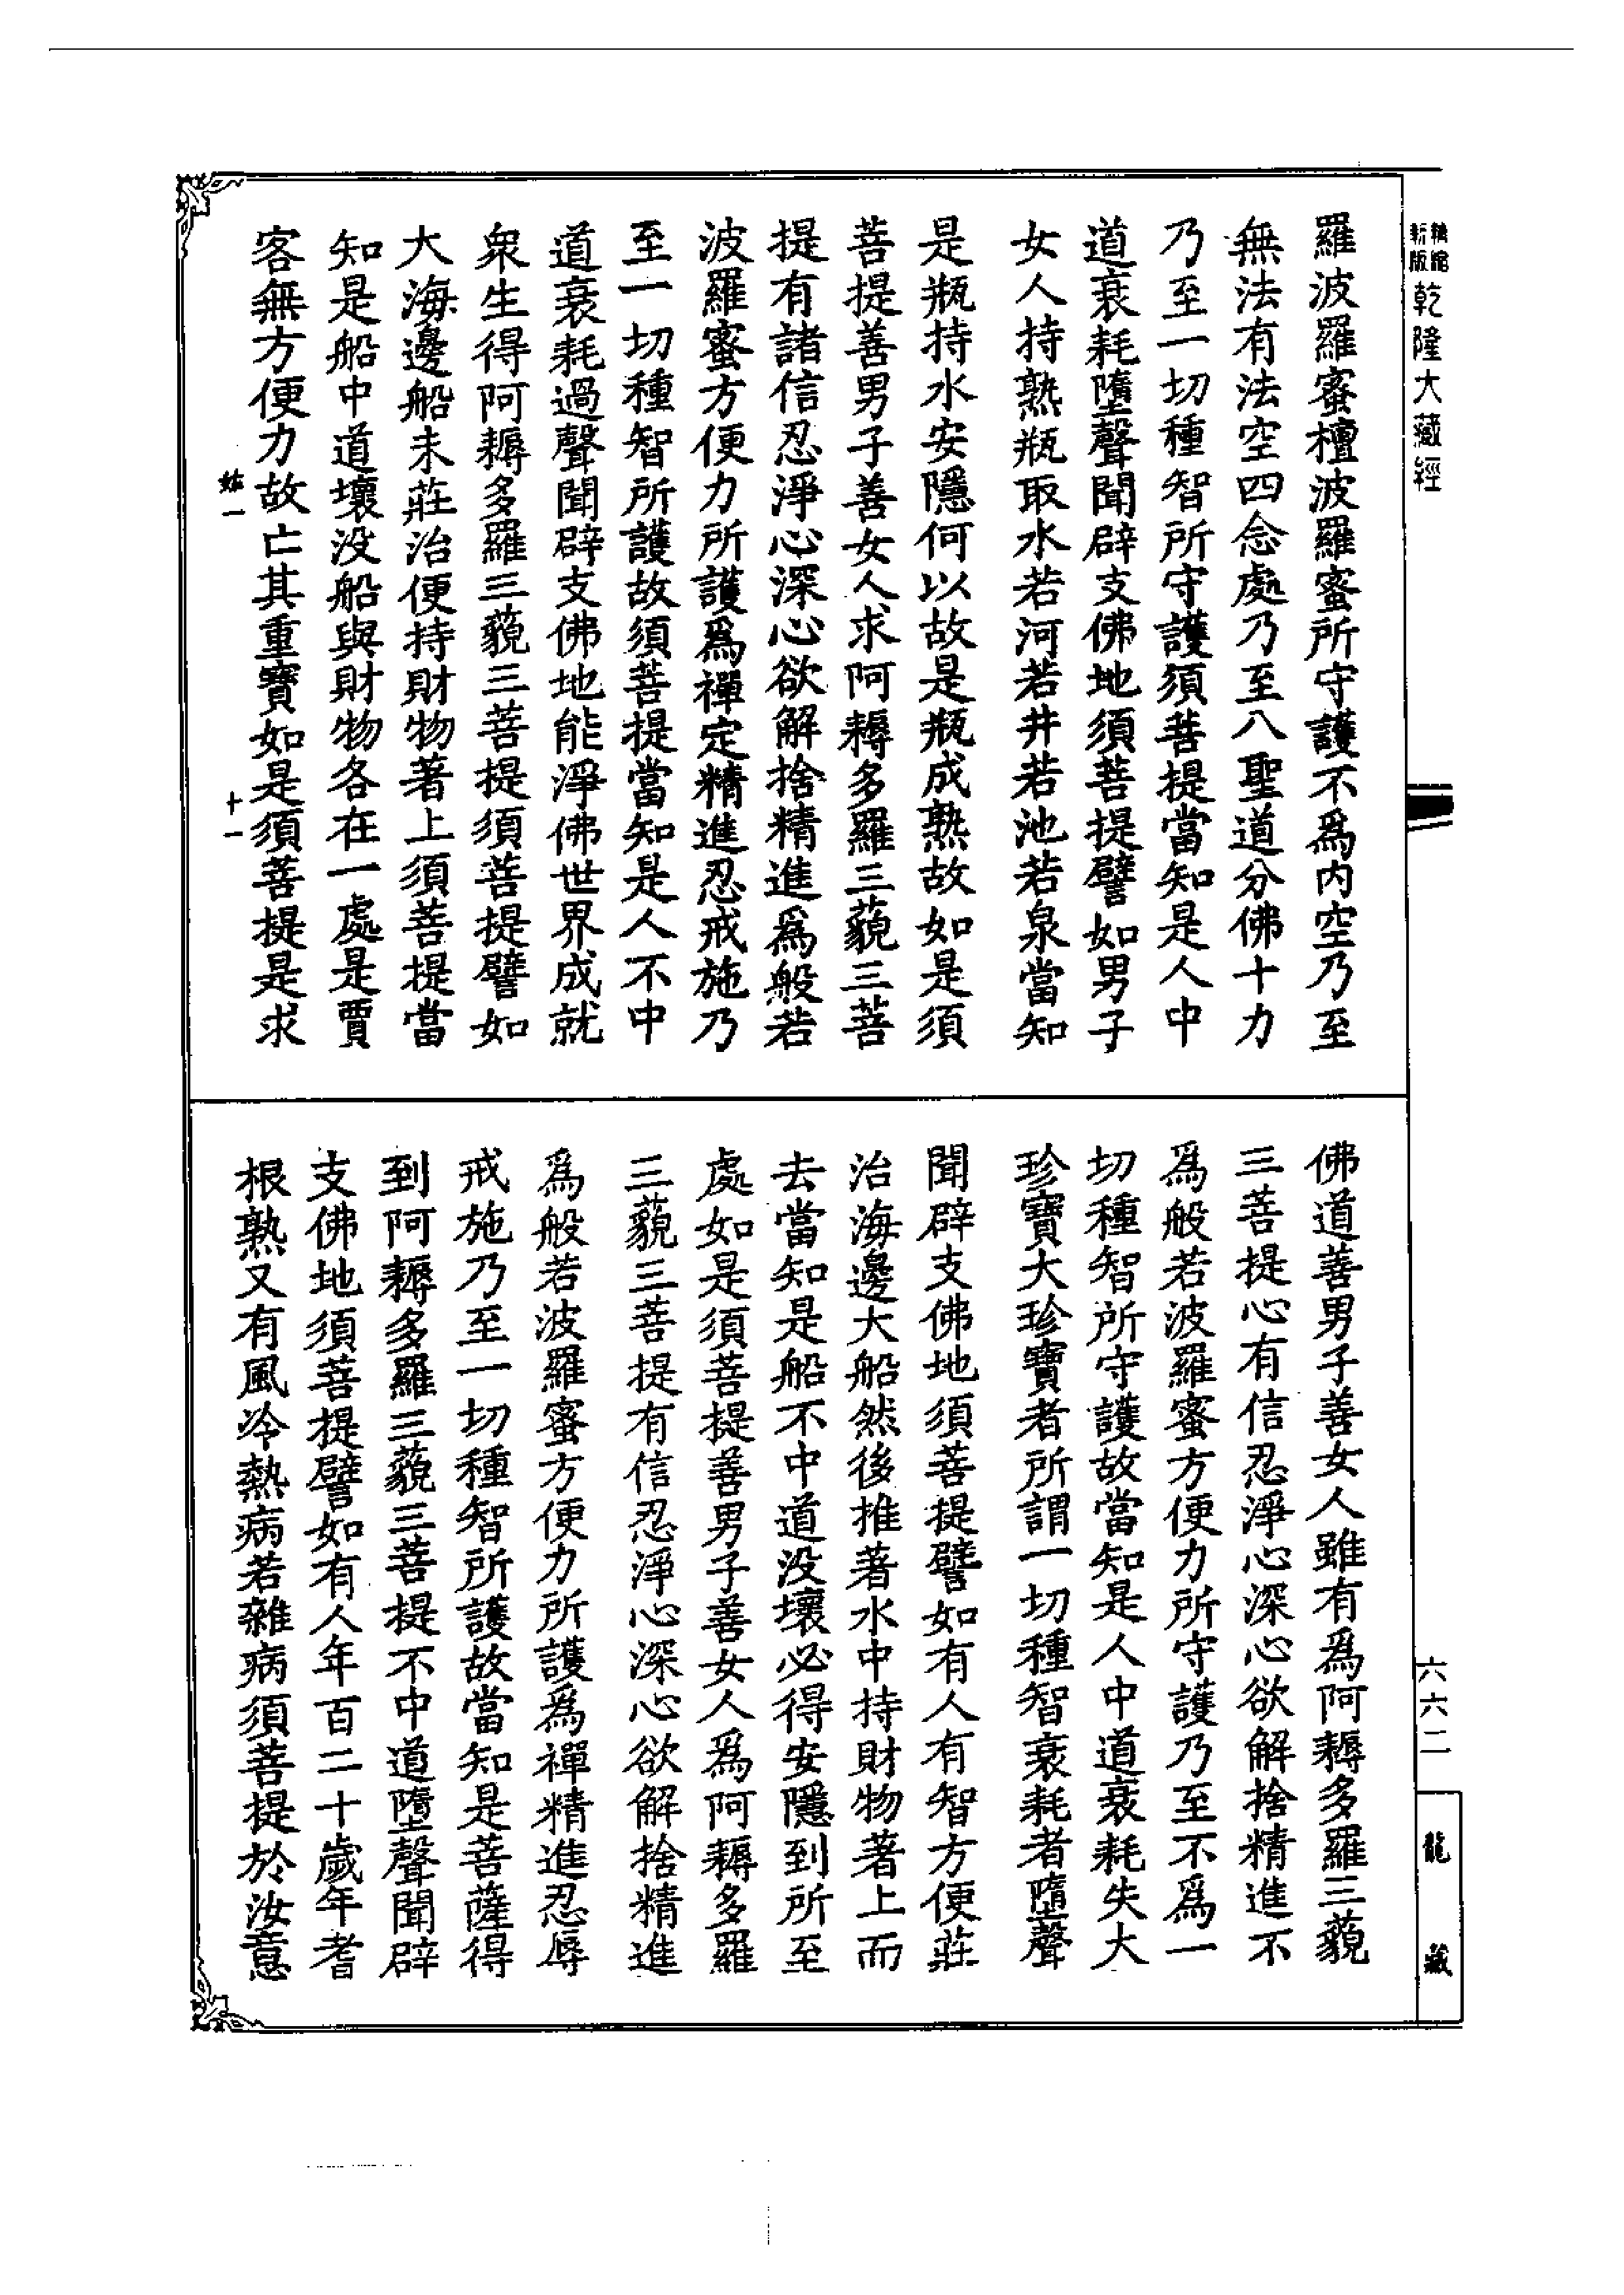 乾隆大藏經
羅波羅蜜檀波羅蜜所守護不爲内空乃至
無法有法空四念處乃至八聖道分佛十力
乃至一切種智所守護須菩提當知是人中
道衰耗墮聲聞辟支佛地須菩提譬如男子
女人持熟瓶取水若河若井若池若泉當知
是瓶持水安隱何以故是瓶成熟故如是須
菩提善男子善女人求阿耨多羅三藐三菩
提有諸信忍淨心深心欲解捨精進爲般若
波羅蜜方便力所護爲禪定精進忍戒施乃
至一切種智所護故須菩提當知是人不中
道衰耗過聲聞辟支佛地能淨佛世界成就
衆生得阿耨多羅三藐三菩提須菩提譬如
大海邊船未莊治便持財物著上須菩提當
知是船中道壞没船與財物各在一處是賈
客無方便力故亡其重寶如是須菩提是求
十一
佛道善男子善女人雖有爲阿耨多羅三藐
三菩提心有信忍淨心深心欲解捨精進不
爲般若波羅蜜方便力所守護乃至不爲一
切種智所守護故當知是人中道衰耗失大
珍寶大珍寶者所謂一切種智衰耗者墮聲
聞辟支佛地須菩提譬如有人有智方便莊
治海邊大船然後推著水中持財物著上而
去當知是船不中道没壞必得安隱到所至
處如是須菩提善男子善女人爲阿耨多羅
三藐三菩提有信忍淨心深心欲解捨精進
爲般若波羅蜜方便力所護爲禪精進忍辱
戒施乃至一切種智所護故當知是菩薩得
到阿耨多羅三藐三菩提不中道墮聲聞辟
支佛地須菩提譬如有人年百二十歲年耆
根熟又有風冷熱病若雜病須菩提於汝意
六六二
龍藏